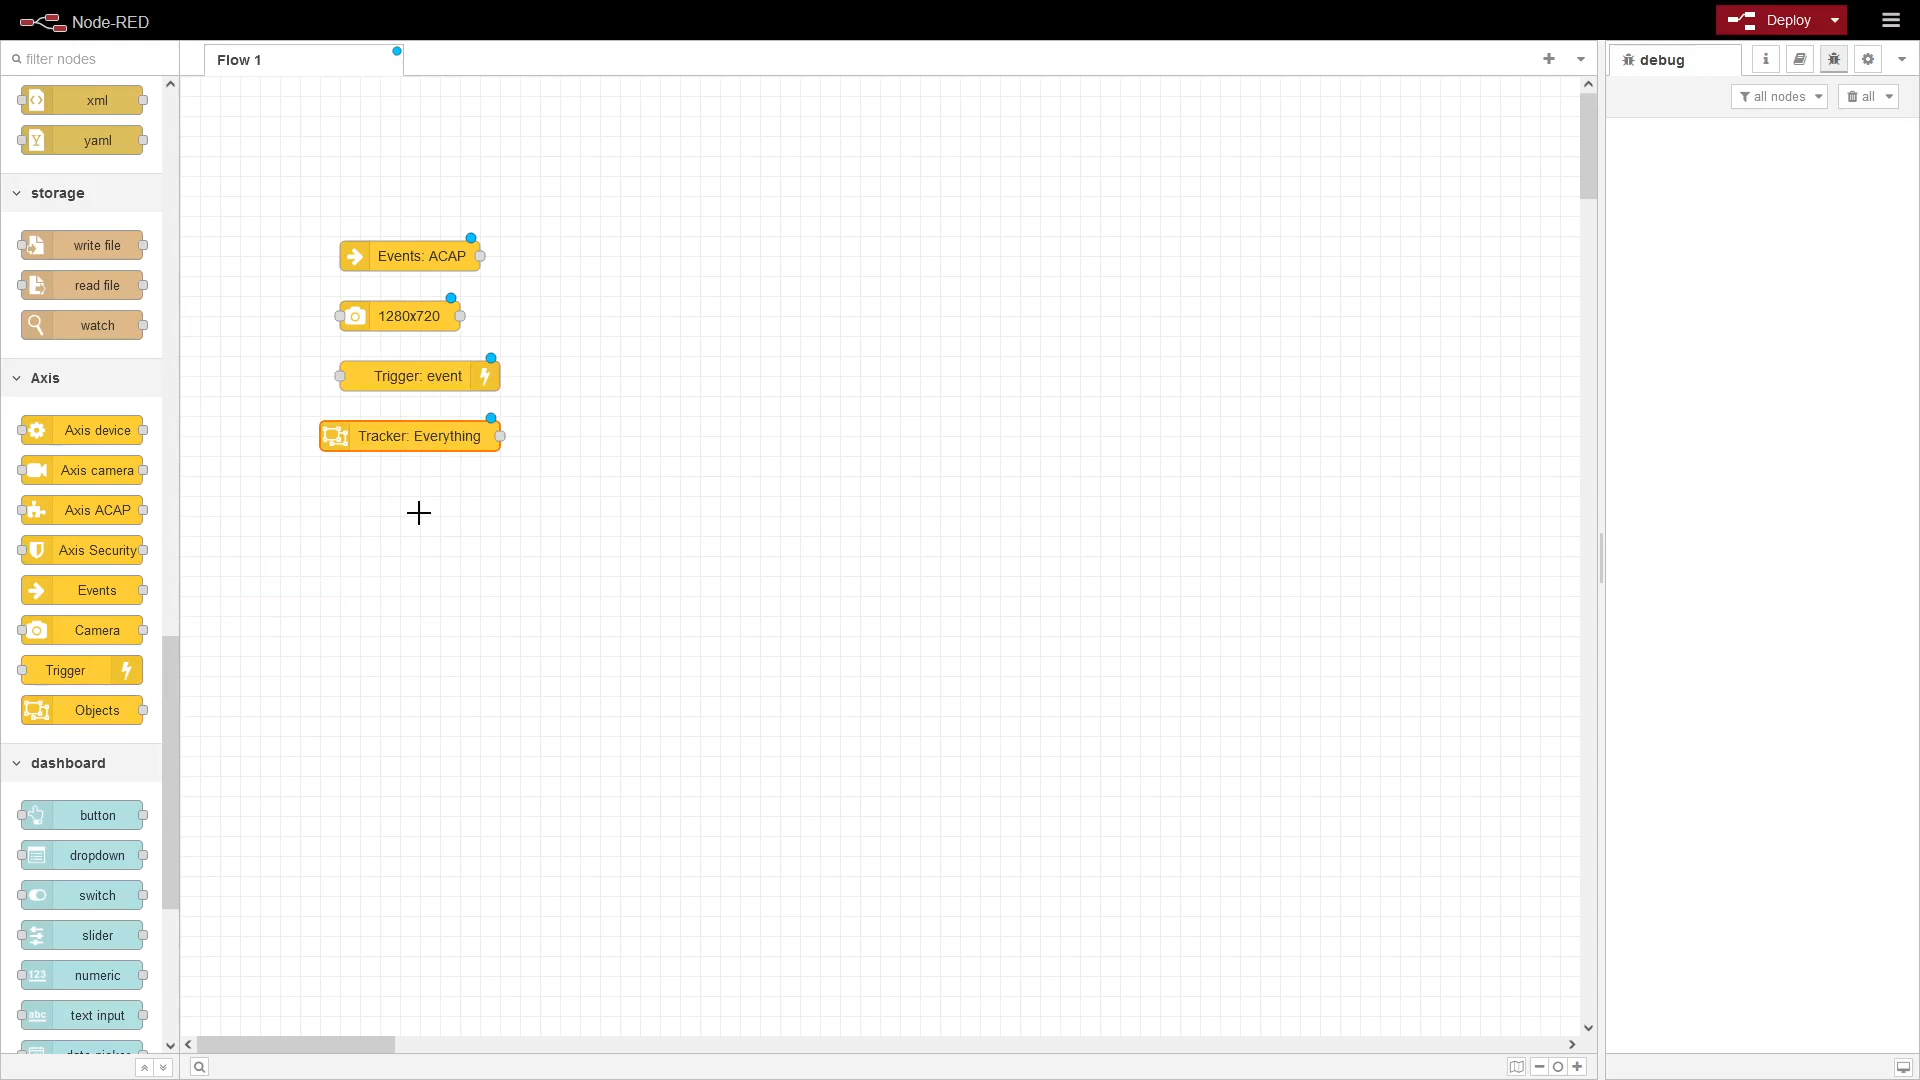 Node-RED
Deploy
filter nodes
Flow 1
debug
all nodes
all
xml
yaml
storage
write file
read file
watch
Axis
Axis device
Axis camera
Axis ACAP
Axis Security
Events
Camera
Trigger
Objects
dashboard
button
dropdown
switch
slider
123 numeric
abc text input
Events: ACAP
1280x720
Trigger: event
Tracker: Everything